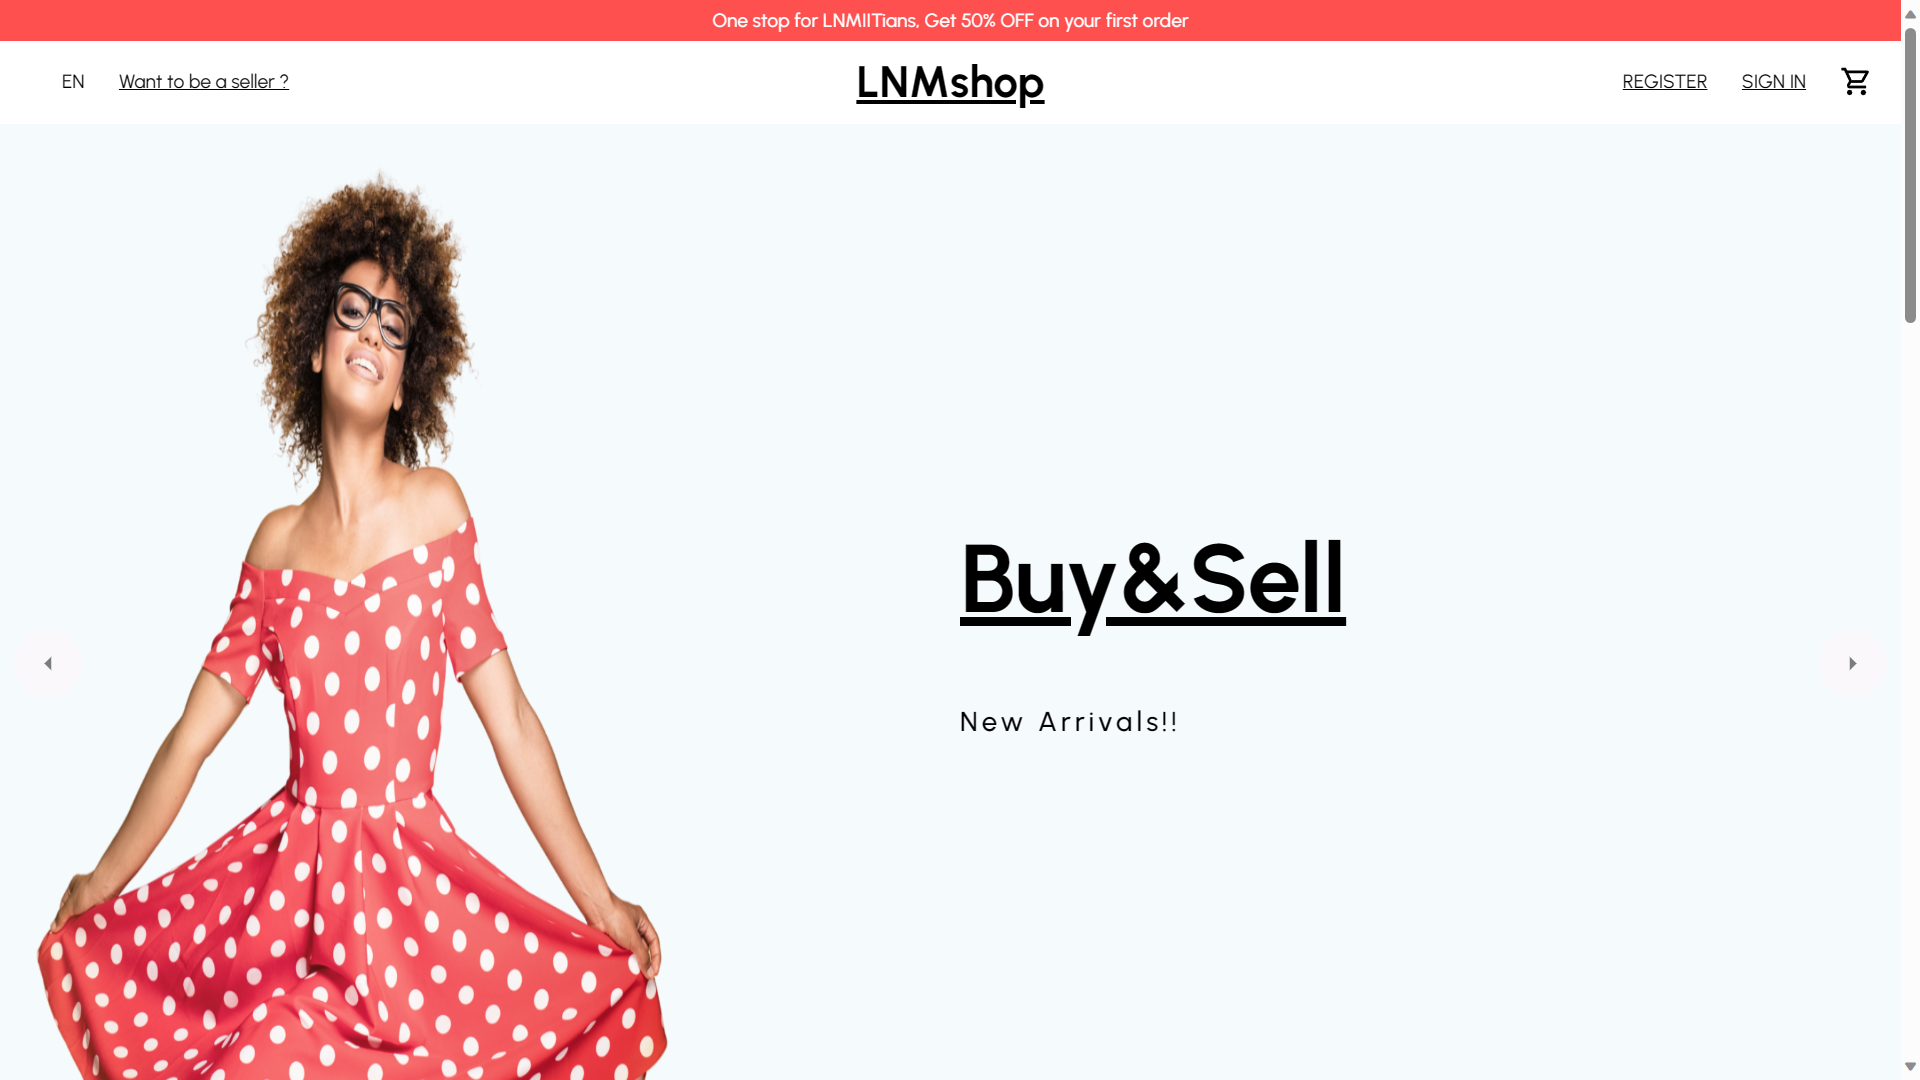 One stop for LNMIITians, Get 50% OFF on your first order
EN Want to be a seller ? LNMshop REGISTER SIGN IN
Buy&Sell
New Arrivals!!